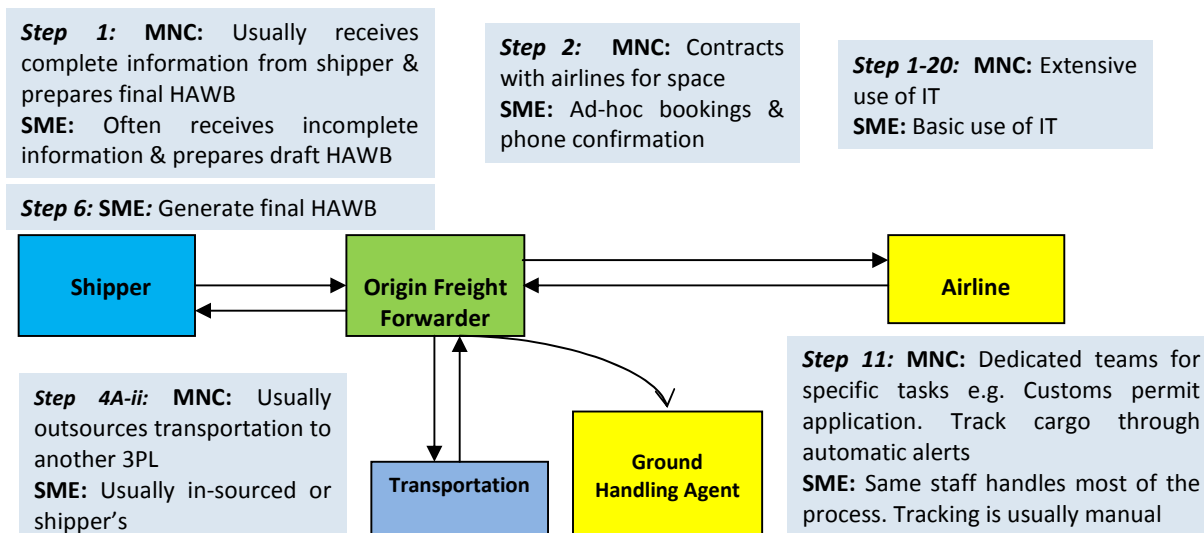 Step 1: MNC: Usually receives
complete information from shipper &
prepares final HAWB
SME: Often receives incomplete
information & prepares draft HAWB
Step 2: MNC: Contracts
with airlines for space
SME: Ad-hoc bookings &
phone confirmation
Step 1-20: MNC: Extensive
use of IT
SME: Basic use of IT
Step 6: SME: Generate final HAWB
Shipper
Origin Freight
Forwarder
Airline
Step 4A-ii: MNC: Usually
outsources transportation to
another 3PL
SME: Usually in-sourced or
shipper's
Transportation
Ground
Handling Agent
Step 11: MNC: Dedicated teams for
specific tasks e.g. Customs permit
application. Track cargo through
automatic alerts
SME: Same staff handles most of the
process. Tracking is usually manual